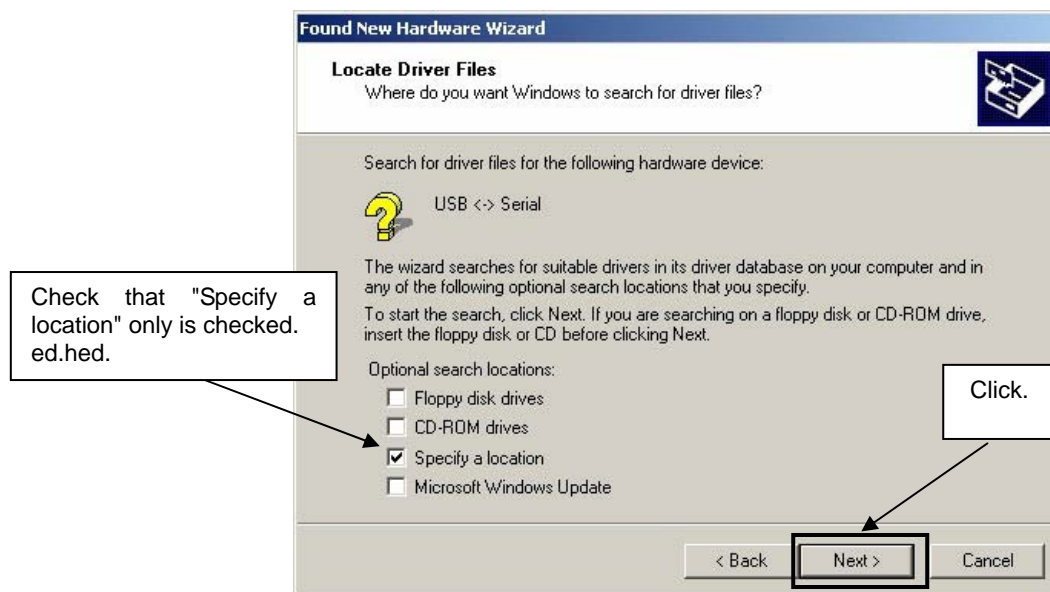 Found New Hardware Wizard
Locate Driver Files
Where do you want Windows to search for driver files?
Search for driver files for the following hardware device:
USB <-> Serial
The wizard searches for suitable drivers in its driver database on your computer and in
any of the following optional search locations that you specify.
To start the search, click Next. If you are searching on a floppy disk or CD-ROM drive,
insert the floppy disk or CD before clicking Next.
Check that "Specify a
location" only is checked.
ed.hed.
Optional search locations:
Floppy disk drives
CD-ROM drives
Specify a location
Microsoft Windows Update
Click.
< Back Next > Cancel